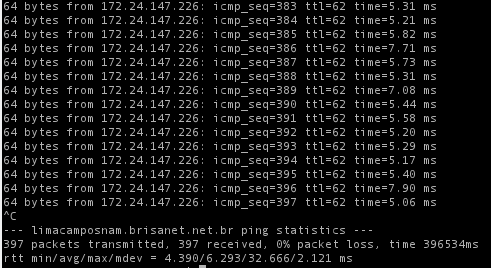 64 bytes from 172.24.147.226: icmp_seq=383 ttl=62 time=5.31 ms
64 bytes from 172.24.147.226: icmp_seq=384 ttl=62 time=5.21 ms
64 bytes from 172.24.147.226: icmp_seq=385 ttl=62 time=5.82 ms
64 bytes from 172.24.147.226: icmp_seq=386 ttl=62 time=7.71 ms
64 bytes from 172.24.147.226: icmp_seq=387 ttl=62 time=5.73 ms
64 bytes from 172.24.147.226: icmp_seq=388 ttl=62 time=5.31 ms
64 bytes from 172.24.147.226: icmp_seq=389 ttl=62 time=7.08 ms
64 bytes from 172.24.147.226: icmp_seq=390 ttl=62 time=5.44 ms
64 bytes from 172.24.147.226: icmp_seq=391 ttl=62 time=5.58 ms
64 bytes from 172.24.147.226: icmp_seq=392 ttl=62 time=5.20 ms
64 bytes from 172.24.147.226: icmp_seq=393 ttl=62 time=5.29 ms
64 bytes from 172.24.147.226: icmp_seq=394 ttl=62 time=5.17 ms
64 bytes from 172.24.147.226: icmp_seq=395 ttl=62 time=5.40 ms
64 bytes from 172.24.147.226: icmp_seq=396 ttl=62 time=7.90 ms
64 bytes from 172.24.147.226: icmp_seq=397 ttl=62 time=5.06 ms
^C
--- limacamposnam.brisanet.net.br ping statistics ---
397 packets transmitted, 397 received, 0% packet loss, time 396534ms
rtt min/avg/max/mdev = 4.390/6.293/32.666/2.121 ms